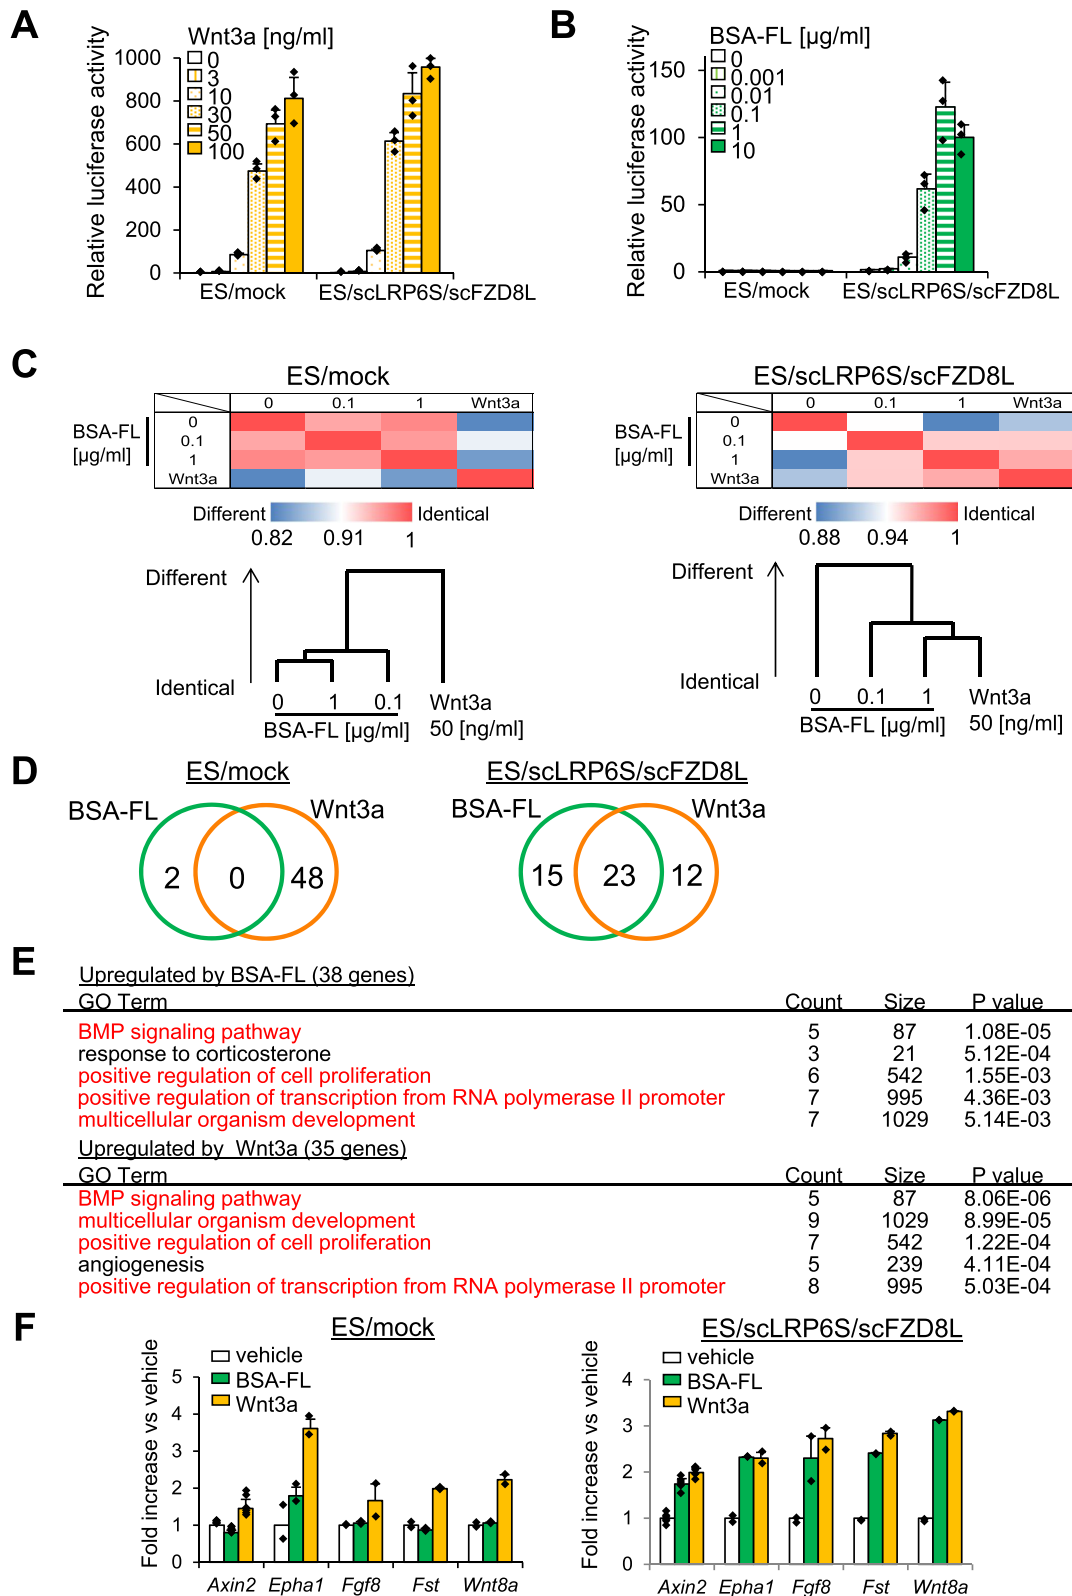 A
Wnt3a [ng/ml]
0
3
10
30
50
100
Relative luciferase activity
1000
800
600
400
200
0
ES/mock
ES/scLRP6S/scFZD8L
B
BSA-FL [µg/ml]
0
0.001
0.01
0.1
1
10
Relative luciferase activity
150
100
50
0
ES/mock
ES/scLRP6S/scFZD8L
C
ES/mock
0 0.1 1 Wnt3a
BSA-FL
[µg/ml]
0
0.1
1
Wnt3a
Different Identical
0.82 0.91 1
Different
Identical
0 1 0.1 Wnt3a
BSA-FL [µg/ml] 50 [ng/ml]
ES/scLRP6S/scFZD8L
0 0.1 1 Wnt3a
BSA-FL
[µg/ml]
0
0.1
1
Wnt3a
Different Identical
0.88 0.94 1
Different
Identical
0 0.1 1 Wnt3a
BSA-FL [µg/ml] 50 [ng/ml]
D
ES/mock
BSA-FL Wnt3a
2 0 48
ES/scLRP6S/scFZD8L
BSA-FL Wnt3a
15 23 12
E
Upregulated by BSA-FL (38 genes)
GO Term Count Size P value
BMP signaling pathway 5 87 1.08E-05
response to corticosterone 3 21 5.12E-04
positive regulation of cell proliferation 6 542 1.55E-03
positive regulation of transcription from RNA polymerase II promoter 7 995 4.36E-03
multicellular organism development 7 1029 5.14E-03
Upregulated by Wnt3a (35 genes)
GO Term Count Size P value
BMP signaling pathway 5 87 8.06E-06
multicellular organism development 9 1029 8.99E-05
positive regulation of cell proliferation 7 542 1.22E-04
angiogenesis 5 239 4.11E-04
positive regulation of transcription from RNA polymerase II promoter 8 995 5.03E-04
F
ES/mock
vehicle
BSA-FL
Wnt3a
Fold increase vs vehicle
5
4
3
2
1
0
Axin2 Epha1 Fgf8 Fst Wnt8a
ES/scLRP6S/scFZD8L
vehicle
BSA-FL
Wnt3a
Fold increase vs vehicle
4
3
2
1
0
Axin2 Epha1 Fgf8 Fst Wnt8a